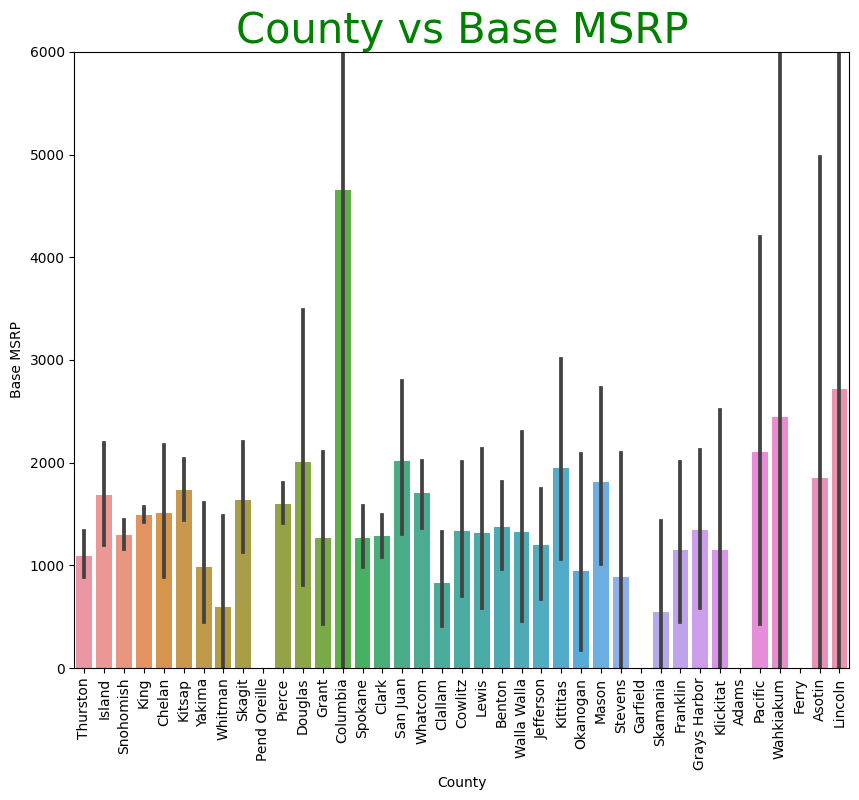 County vs Base MSRP
6000
5000
4000
3000
2000
1000
0
Base MSRP
Thurston
Island
Snohomish
King
Chelan
Kitsap
Yakima
Whitman
Skagit
Pend Oreille
Pierce
Douglas
Grant
Columbia
Spokane
Clark
San Juan
Whatcom
Clallam
Cowlitz
Lewis
Benton
Walla Walla
Jefferson
Kittitas
Okanogan
Mason
Stevens
Garfield
Skamania
Franklin
Grays Harbor
Klickitat
Adams
Pacific
Wahkiakum
Ferry
Asotin
Lincoln
County